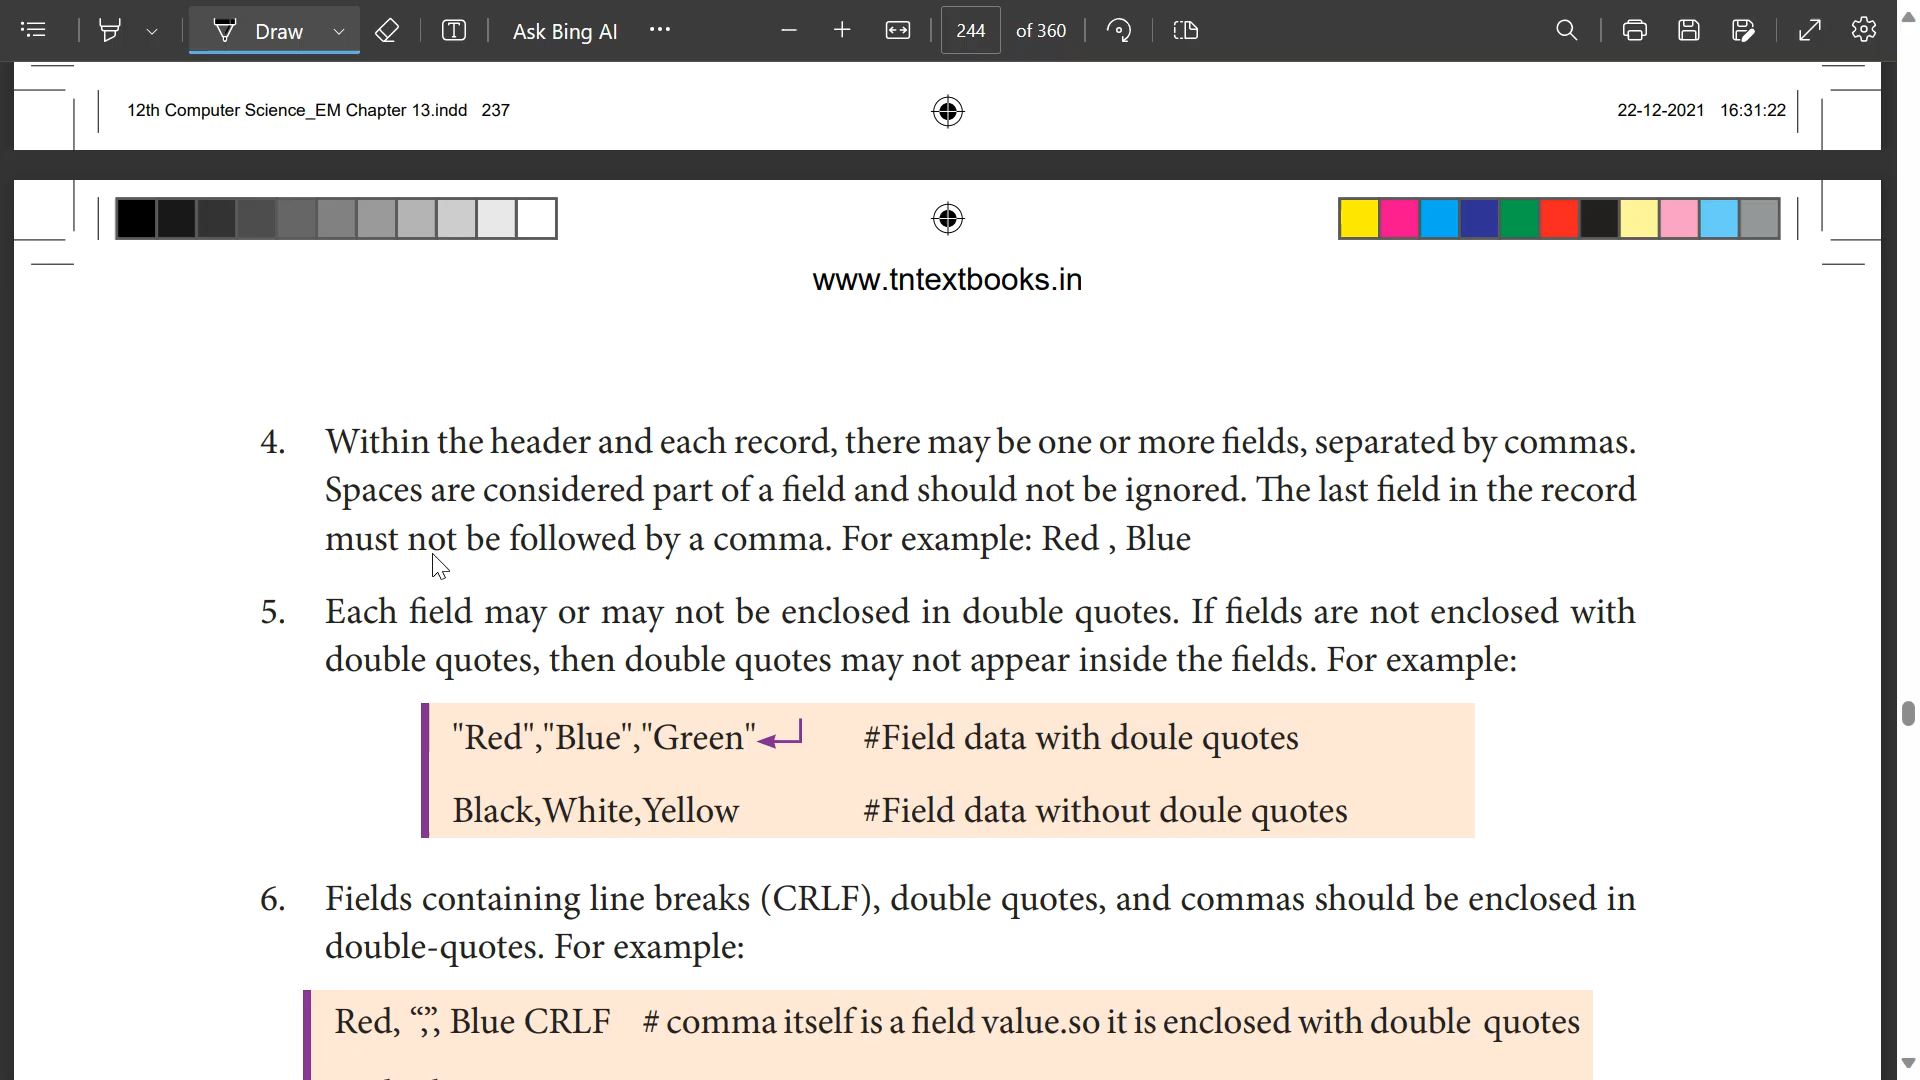 Draw
Ask Bing AI
244 of 360
12th Computer Science_EM Chapter 13.indd 237
22-12-2021 16:31:22
www.tntextbooks.in
4. Within the header and each record, there may be one or more fields, separated by commas.
Spaces are considered part of a field and should not be ignored. The last field in the record
must not be followed by a comma. For example: Red , Blue
5. Each field may or may not be enclosed in double quotes. If fields are not enclosed with
double quotes, then double quotes may not appear inside the fields. For example:
"Red","Blue","Green" #Field data with doule quotes
Black,White,Yellow #Field data without doule quotes
6. Fields containing line breaks (CRLF), double quotes, and commas should be enclosed in
double-quotes. For example:
Red, “,”, Blue CRLF # comma itself is a field value.so it is enclosed with double quotes